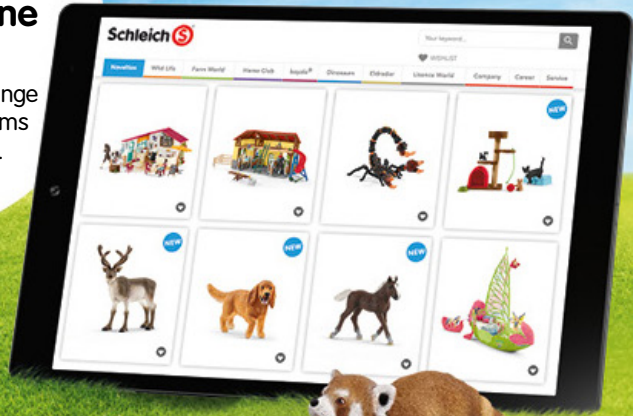 ne
nge
ms
.
Schleich S
Your keyword...
WISHLIST
Novelties Wild Life Farm World Horse Club bayala® Dinosaurs Eldrador Licence World Company Career Service
NEW
NEW
NEW
NEW